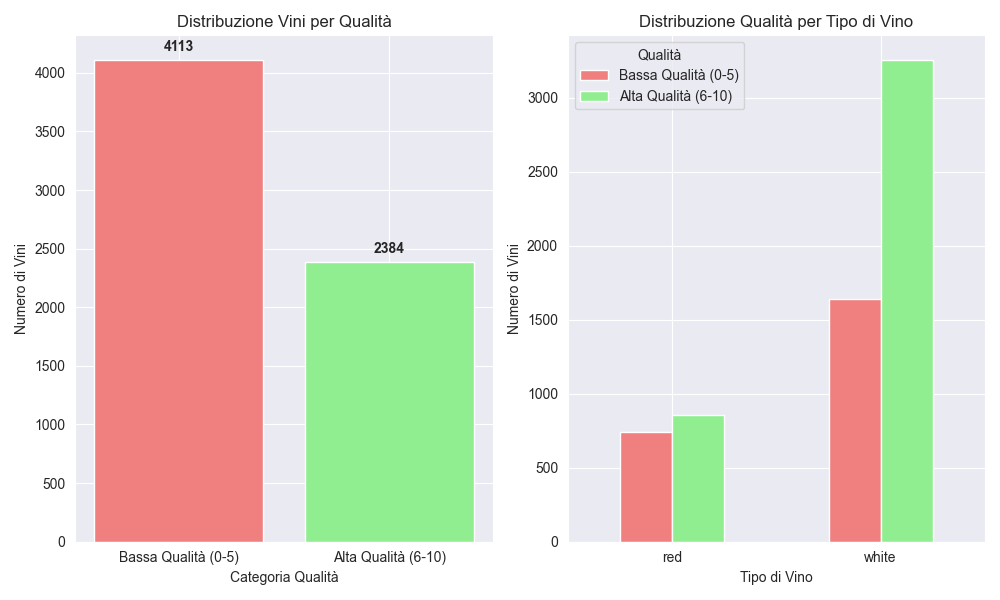 Distribuzione Vini per Qualità
4113
2384
4000
3500
3000
2500
2000
1500
1000
500
0
Numero di Vini
Bassa Qualità (0-5)
Alta Qualità (6-10)
Categoria Qualità
Distribuzione Qualità per Tipo di Vino
Qualità
Bassa Qualità (0-5)
Alta Qualità (6-10)
3000
2500
2000
1500
1000
500
0
Numero di Vini
red
white
Tipo di Vino